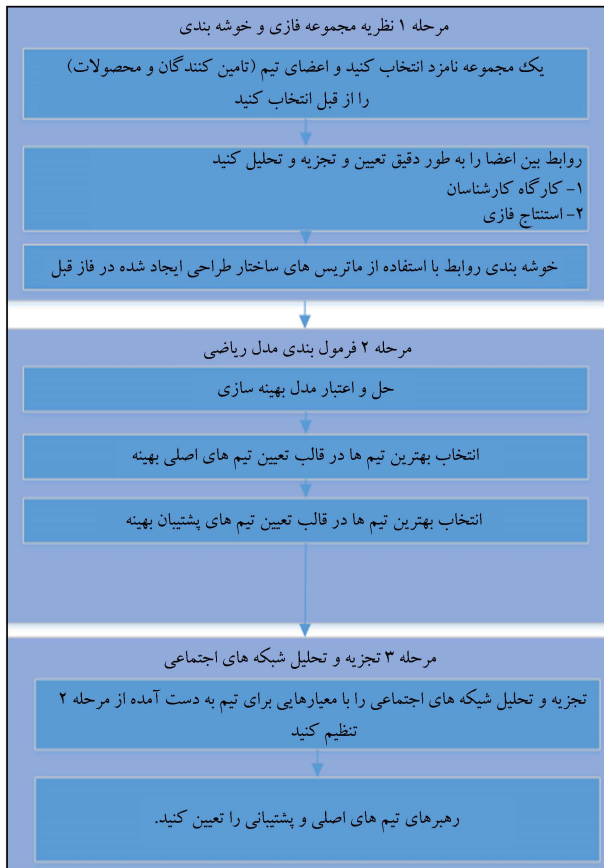 مرحله ۱ نظریه مجموعه فازی و خوشه بندی
یک مجموعه نامزد انتخاب کنید و اعضای تیم (تامین کنندگان و محصولات)
را از قبل انتخاب کنید
روابط بین اعضا را به طور دقیق تعیین و تجزیه و تحلیل کنید
۱- کارگاه کارشناسان
۲- استنتاج فازی
خوشه بندی روابط با استفاده از ماتریس های ساختار طراحی ایجاد شده در فاز قبل
مرحله ۲ فرمول بندی مدل ریاضی
حل و اعتبار مدل بهینه سازی
انتخاب بهترین تیم ها در قالب تعیین تیم های اصلی بهینه
انتخاب بهترین تیم ها در قالب تعیین تیم های پشتیبان بهینه
مرحله ۳ تجزیه و تحلیل شبکه های اجتماعی
تجزیه و تحلیل شیکه های اجتماعی را با معیارهایی برای تیم به دست آمده از مرحله ۲
تنظیم کنید
رهبرهای تیم های اصلی و پشتیبانی را تعیین کنید.